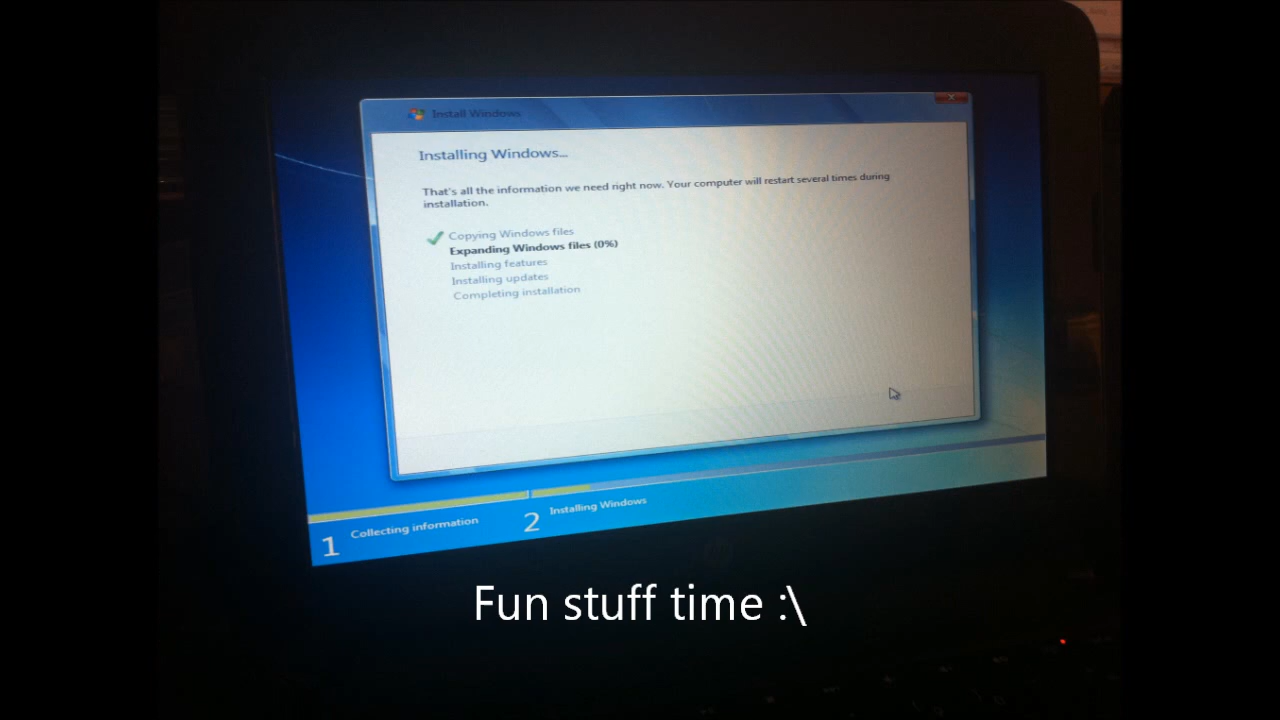 Install Windows
Installing Windows...
That's all the information we need right now. Your computer will restart several times during
installation.
Copying Windows files
Expanding Windows files (0%)
Installing features
Installing updates
Completing installation
1 Collecting information
2 Installing Windows
Fun stuff time :\